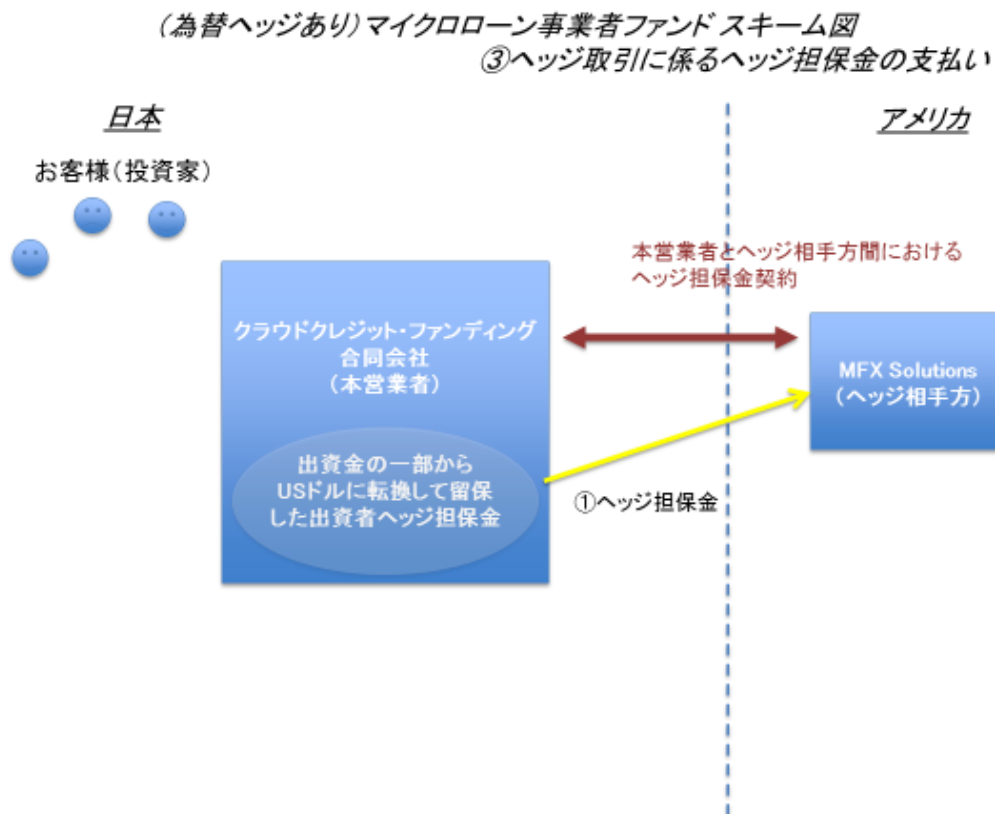 (為替ヘッジあり)マイクロローン事業者ファンド スキーム図
③ヘッジ取引に係るヘッジ担保金の支払い
日本
アメリカ
お客様(投資家)
本営業者とヘッジ相手方間における
ヘッジ担保金契約
クラウドクレジット・ファンディング
合同会社
(本営業者)
MFX Solutions
(ヘッジ相手方)
出資金の一部から
USドルに転換して留保
した出資者ヘッジ担保金
①ヘッジ担保金